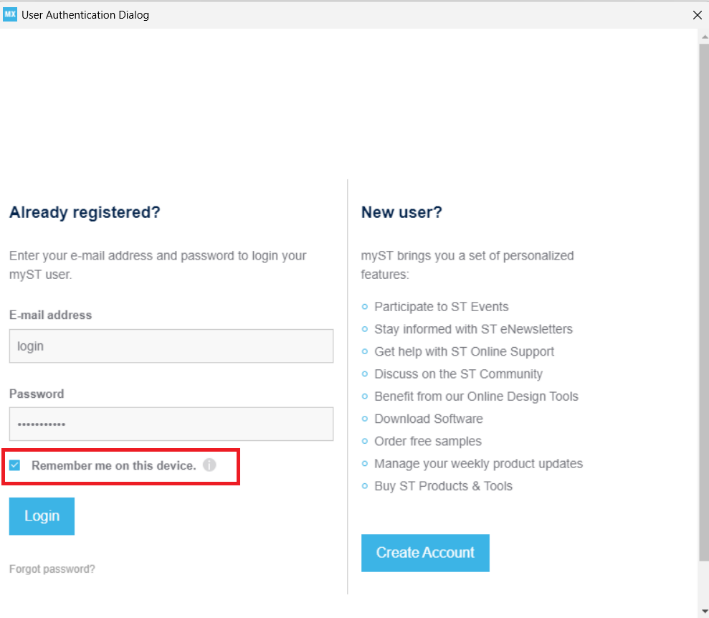 MX User Authentication Dialog
Already registered?
Enter your e-mail address and password to login your
myST user.
E-mail address
login
Password
•••••••••••
Remember me on this device. i
Login
Forgot password?
New user?
myST brings you a set of personalized
features:
Participate to ST Events
Stay informed with ST eNewsletters
Get help with ST Online Support
Discuss on the ST Community
Benefit from our Online Design Tools
Download Software
Order free samples
Manage your weekly product updates
Buy ST Products & Tools
Create Account